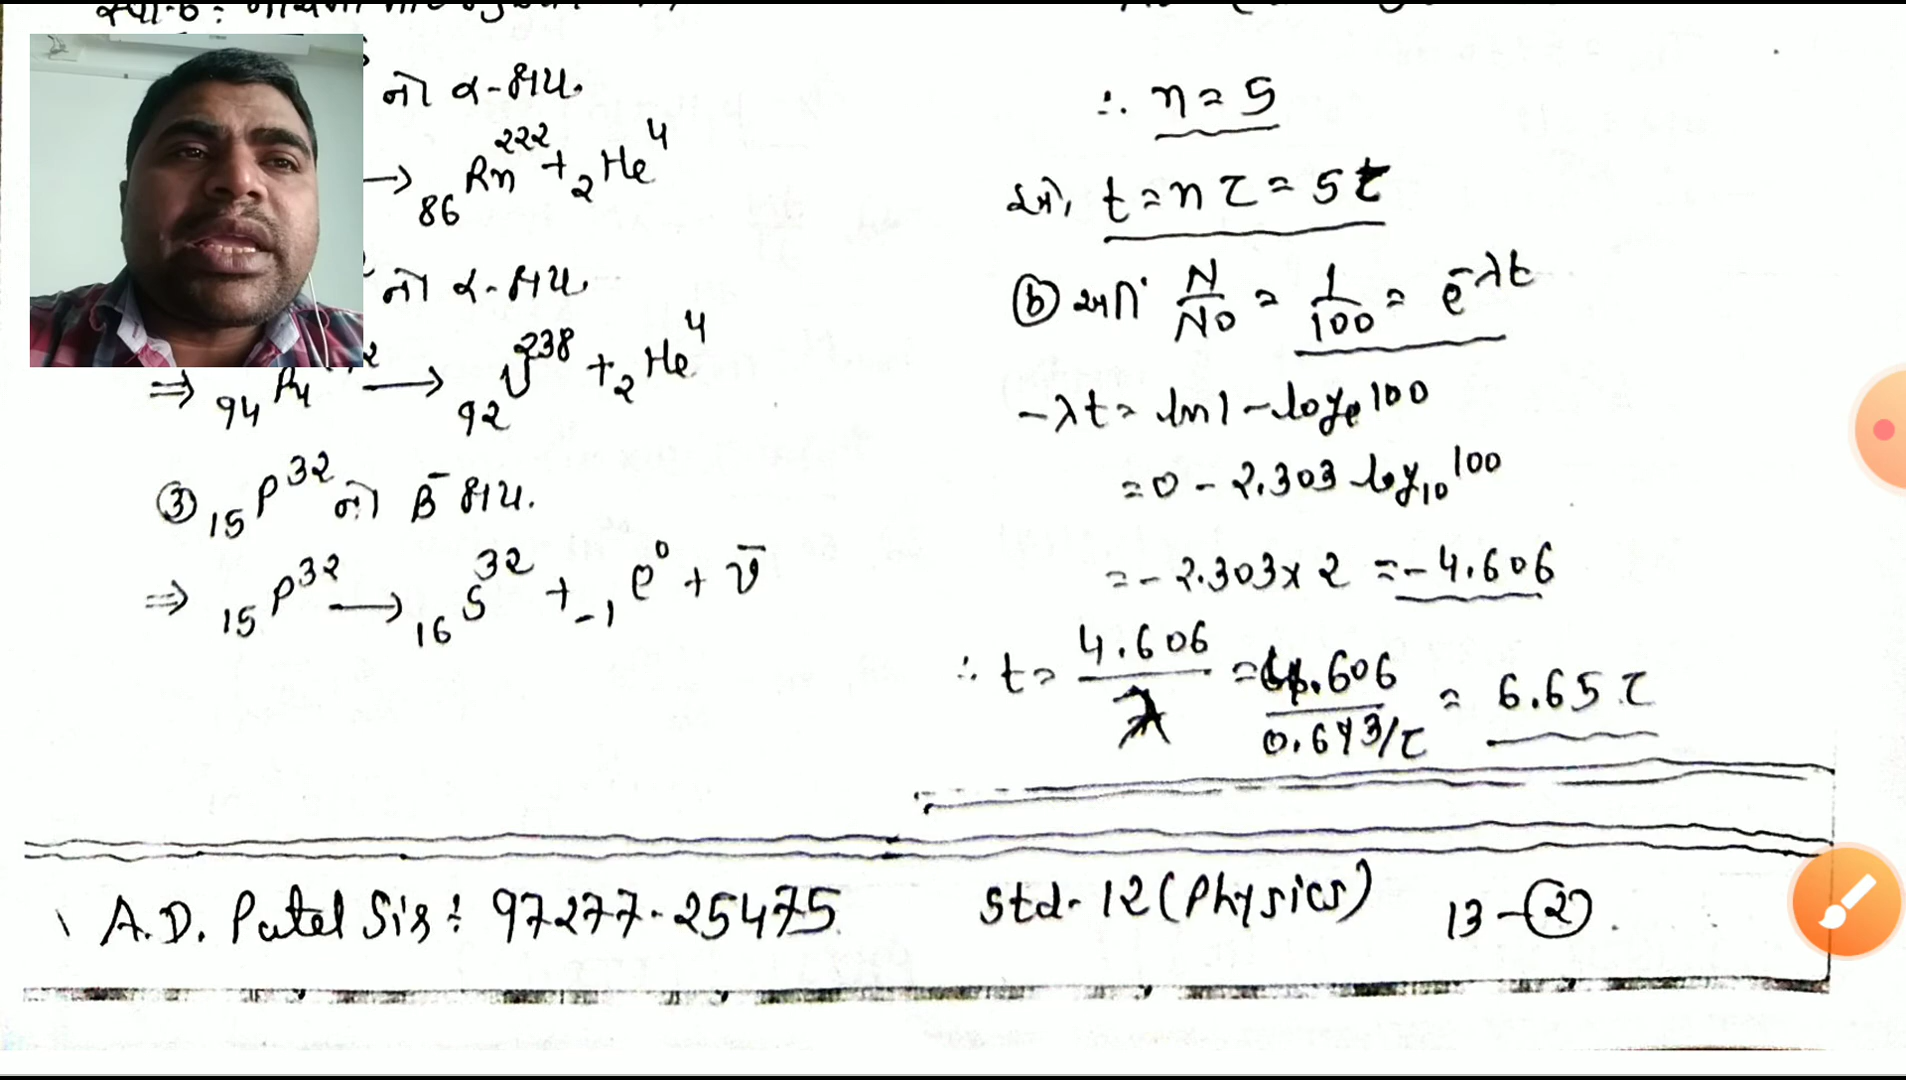 નો α-ક્ષય.
→ ₈₆Rn²²² + ₂He⁴
નો α-ક્ષય.
⇒ ₉₄Pu → ₉₂U²³⁸ + ₂He⁴
③ ₁₅P³² નો β⁻ ક્ષય.
⇒ ₁₅P³² → ₁₆S³² + ₋₁e⁰ + ν̄
∴ n = 5
t = nτ = 5τ
ⓑ અહીં N/N₀ = 1/100 = e^-λt
-λt = ln1 - logₑ100
= 0 - 2.303 log₁₀100
= - 2.303 × 2 = - 4.606
∴ t = 4.606/λ = 4.606/0.693/τ = 6.65 τ
A.D. Patel Sir : 97277-25475
Std-12 (Physics) 13-②